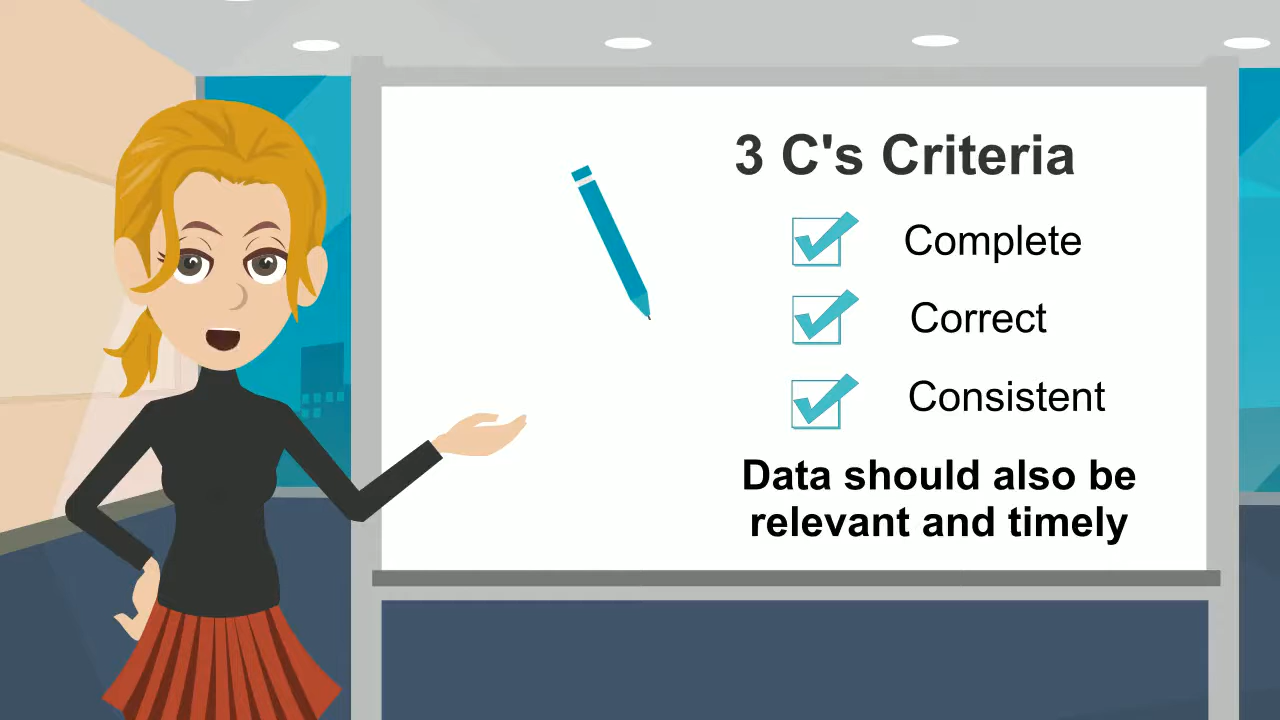 3 C's Criteria
Complete
Correct
Consistent
Data should also be
relevant and timely